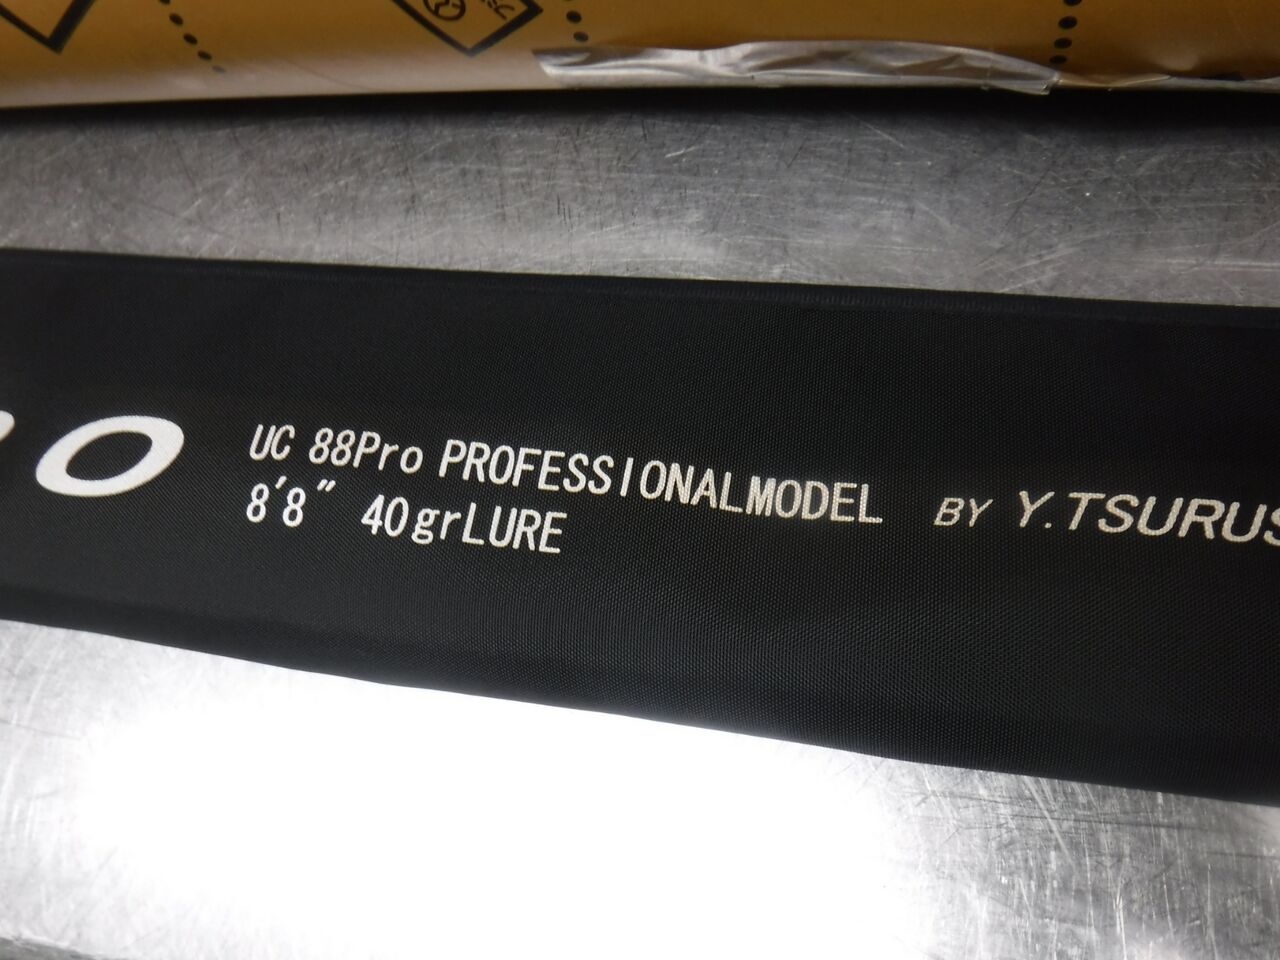 UC 88Pro PROFESSIONALMODEL BY Y.TSURUS
8'8" 40grLURE